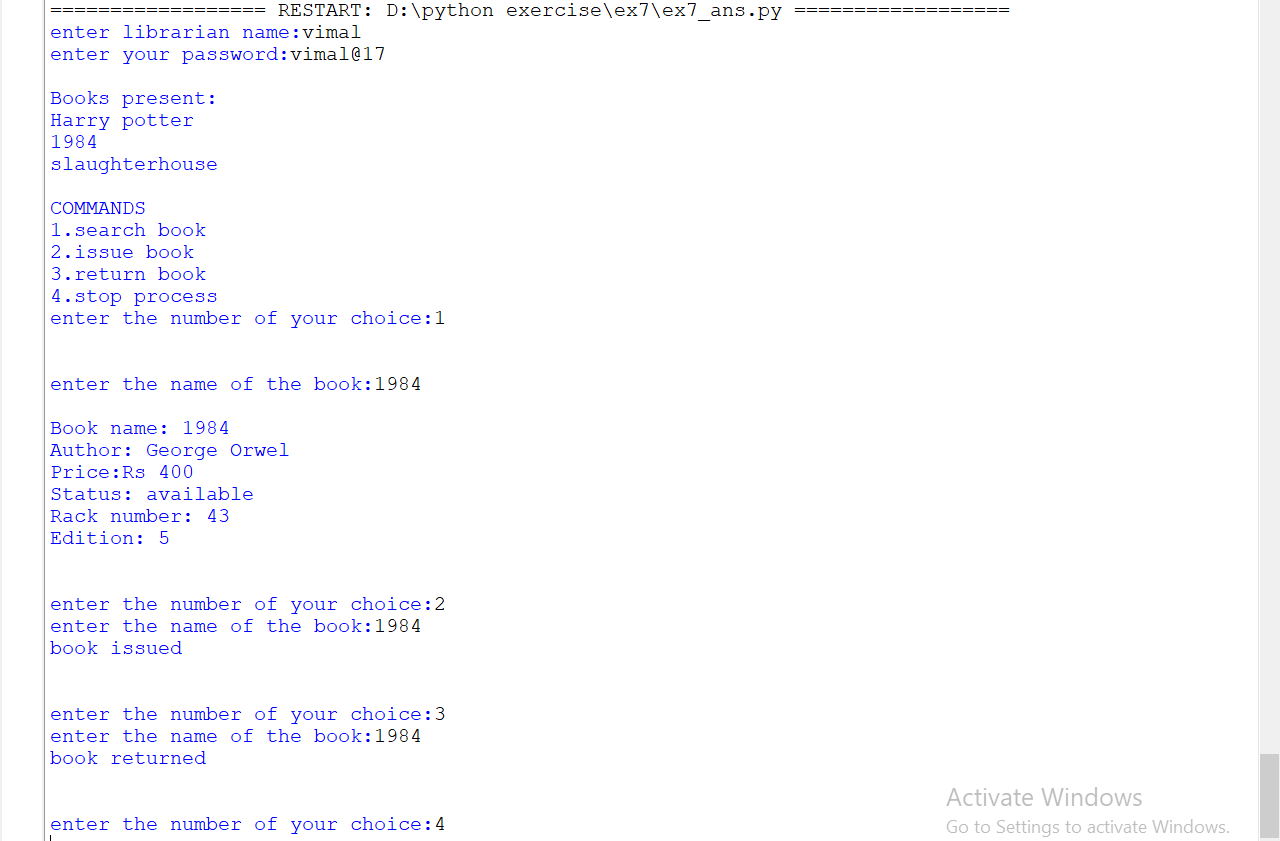 ================== RESTART: D:\python exercise\ex7\ex7_ans.py ==================
enter librarian name:vimal
enter your password:vimal@17
Books present:
Harry potter
1984
slaughterhouse
COMMANDS
1.search book
2.issue book
3.return book
4.stop process
enter the number of your choice:1
enter the name of the book:1984
Book name: 1984
Author: George Orwel
Price:Rs 400
Status: available
Rack number: 43
Edition: 5
enter the number of your choice:2
enter the name of the book:1984
book issued
enter the number of your choice:3
enter the name of the book:1984
book returned
enter the number of your choice:4
Activate Windows
Go to Settings to activate Windows.